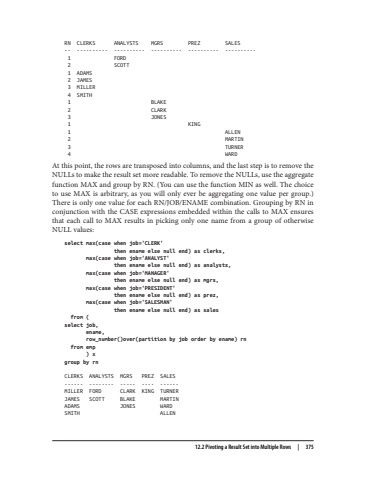 RN CLERKS ANALYSTS MGRS PREZ SALES
-- ---------- ---------- ---------- ---------- ----------
1 FORD
2 SCOTT
1 ADAMS
2 JAMES
3 MILLER
4 SMITH
1 BLAKE
2 CLARK
3 JONES
1 KING
1 ALLEN
2 MARTIN
3 TURNER
4 WARD
At this point, the rows are transposed into columns, and the last step is to remove the
NULLs to make the result set more readable. To remove the NULLs, use the aggregate
function MAX and group by RN. (You can use the function MIN as well. The choice
to use MAX is arbitrary, as you will only ever be aggregating one value per group.)
There is only one value for each RN/JOB/ENAME combination. Grouping by RN in
conjunction with the CASE expressions embedded within the calls to MAX ensures
that each call to MAX results in picking only one name from a group of otherwise
NULL values:
select max(case when job='CLERK'
then ename else null end) as clerks,
max(case when job='ANALYST'
then ename else null end) as analysts,
max(case when job='MANAGER'
then ename else null end) as mgrs,
max(case when job='PRESIDENT'
then ename else null end) as prez,
max(case when job='SALESMAN'
then ename else null end) as sales
from (
select job,
ename,
row_number()over(partition by job order by ename) rn
from emp
) x
group by rn
CLERKS ANALYSTS MGRS PREZ SALES
------ -------- ----- ---- ------
MILLER FORD CLARK KING TURNER
JAMES SCOTT BLAKE MARTIN
ADAMS JONES WARD
SMITH ALLEN
12.2 Pivoting a Result Set into Multiple Rows | 375